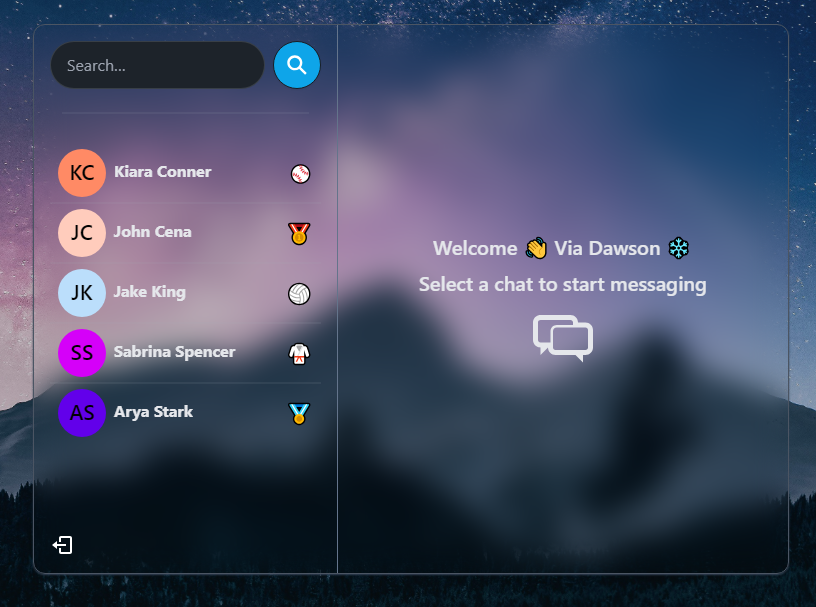 Search...
KC Kiara Conner ⚾
JC John Cena 🎖️
JK Jake King 🏐
SS Sabrina Spencer 🥋
AS Arya Stark 🏅
Welcome 👋 Via Dawson ❄️
Select a chat to start messaging